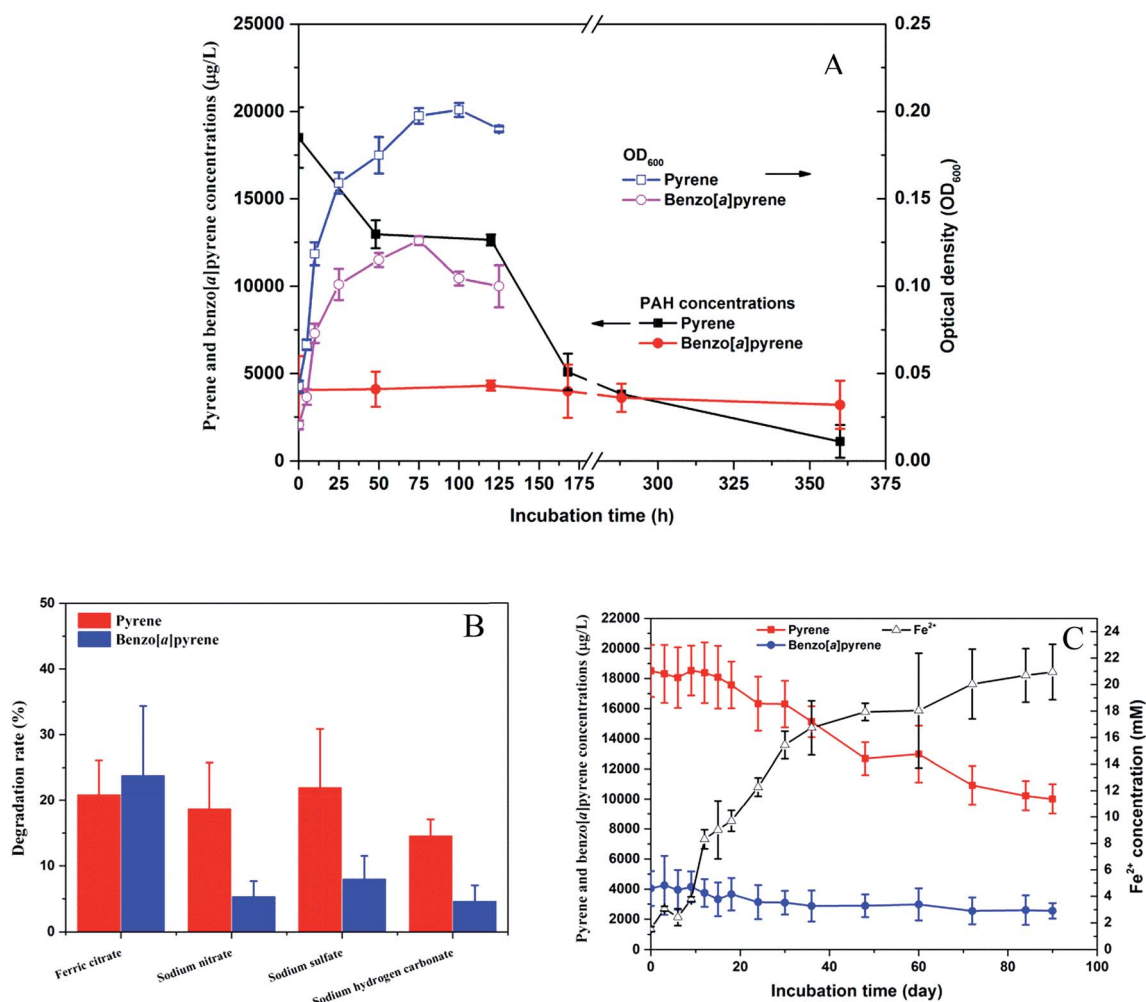 A
Pyrene and benzo[a]pyrene concentrations (μg/L)
25000
20000
15000
10000
5000
0
OD600
Pyrene
Benzo[a]pyrene
PAH concentrations
Pyrene
Benzo[a]pyrene
0.25
0.20
0.15
0.10
0.05
0.00
Optical density (OD600)
0 25 50 75 100 125 150 175 300 325 350 375
Incubation time (h)
B
Degradation rate (%)
50
40
30
20
10
0
Pyrene
Benzo[a]pyrene
Ferric citrate
Sodium nitrate
Sodium sulfate
Sodium hydrogen carbonate
C
Pyrene and benzo[a]pyrene concentrations (μg/L)
22000
20000
18000
16000
14000
12000
10000
8000
6000
4000
2000
0
Pyrene
Benzo[a]pyrene
Fe2+
24
22
20
18
16
14
12
10
8
6
4
2
0
Fe2+ concentration (mM)
0 20 40 60 80 100
Incubation time (day)